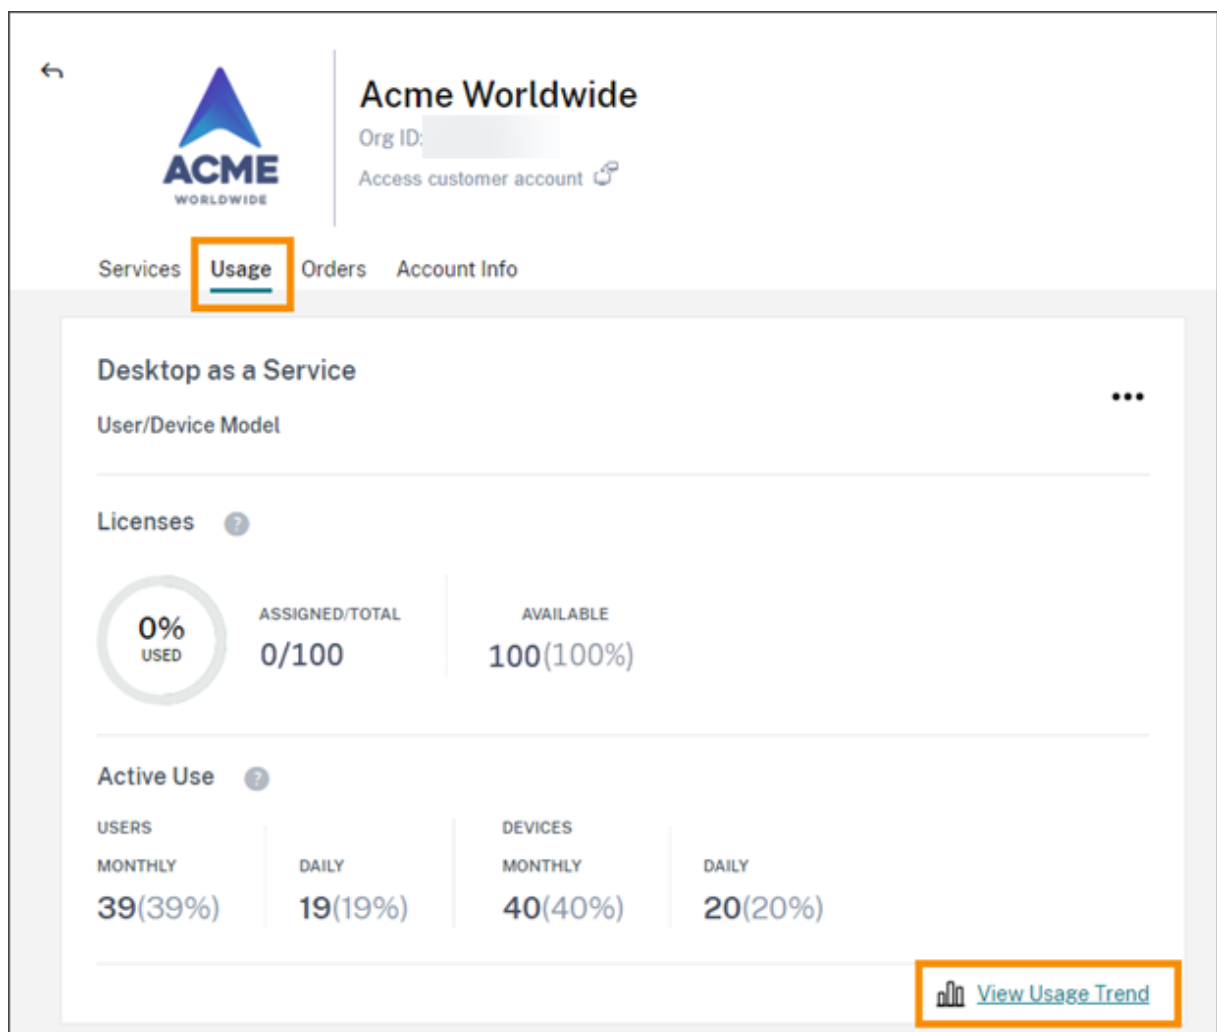 ACME
WORLDWIDE
Acme Worldwide
Org ID:
Access customer account
Services Usage Orders Account Info
Desktop as a Service
User/Device Model
Licenses ?
0%
USED
ASSIGNED/TOTAL AVAILABLE
0/100 100(100%)
Active Use ?
USERS DEVICES
MONTHLY DAILY MONTHLY DAILY
39(39%) 19(19%) 40(40%) 20(20%)
View Usage Trend